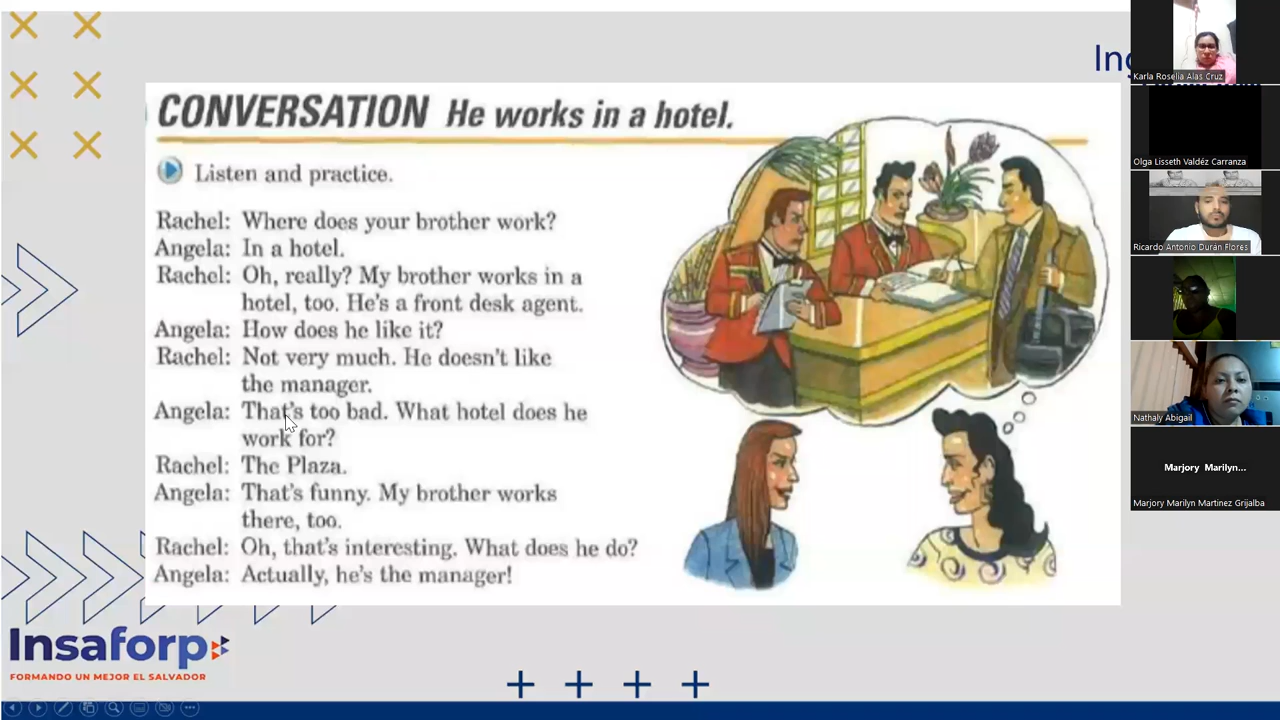 Ing
CONVERSATION He works in a hotel.
Listen and practice.
Rachel: Where does your brother work?
Angela: In a hotel.
Rachel: Oh, really? My brother works in a
hotel, too. He's a front desk agent.
Angela: How does he like it?
Rachel: Not very much. He doesn't like
the manager.
Angela: That's too bad. What hotel does he
work for?
Rachel: The Plaza.
Angela: That's funny. My brother works
there, too.
Rachel: Oh, that's interesting. What does he do?
Angela: Actually, he's the manager!
Insaforp
FORMANDO UN MEJOR EL SALVADOR
Karla Roselia Alas Cruz
Olga Lisseth Valdéz Carranza
Ricardo Antonio Durán Flores
Nathaly Abigail
Marjory Marilyn...
Marjory Marilyn Martinez Grijalba